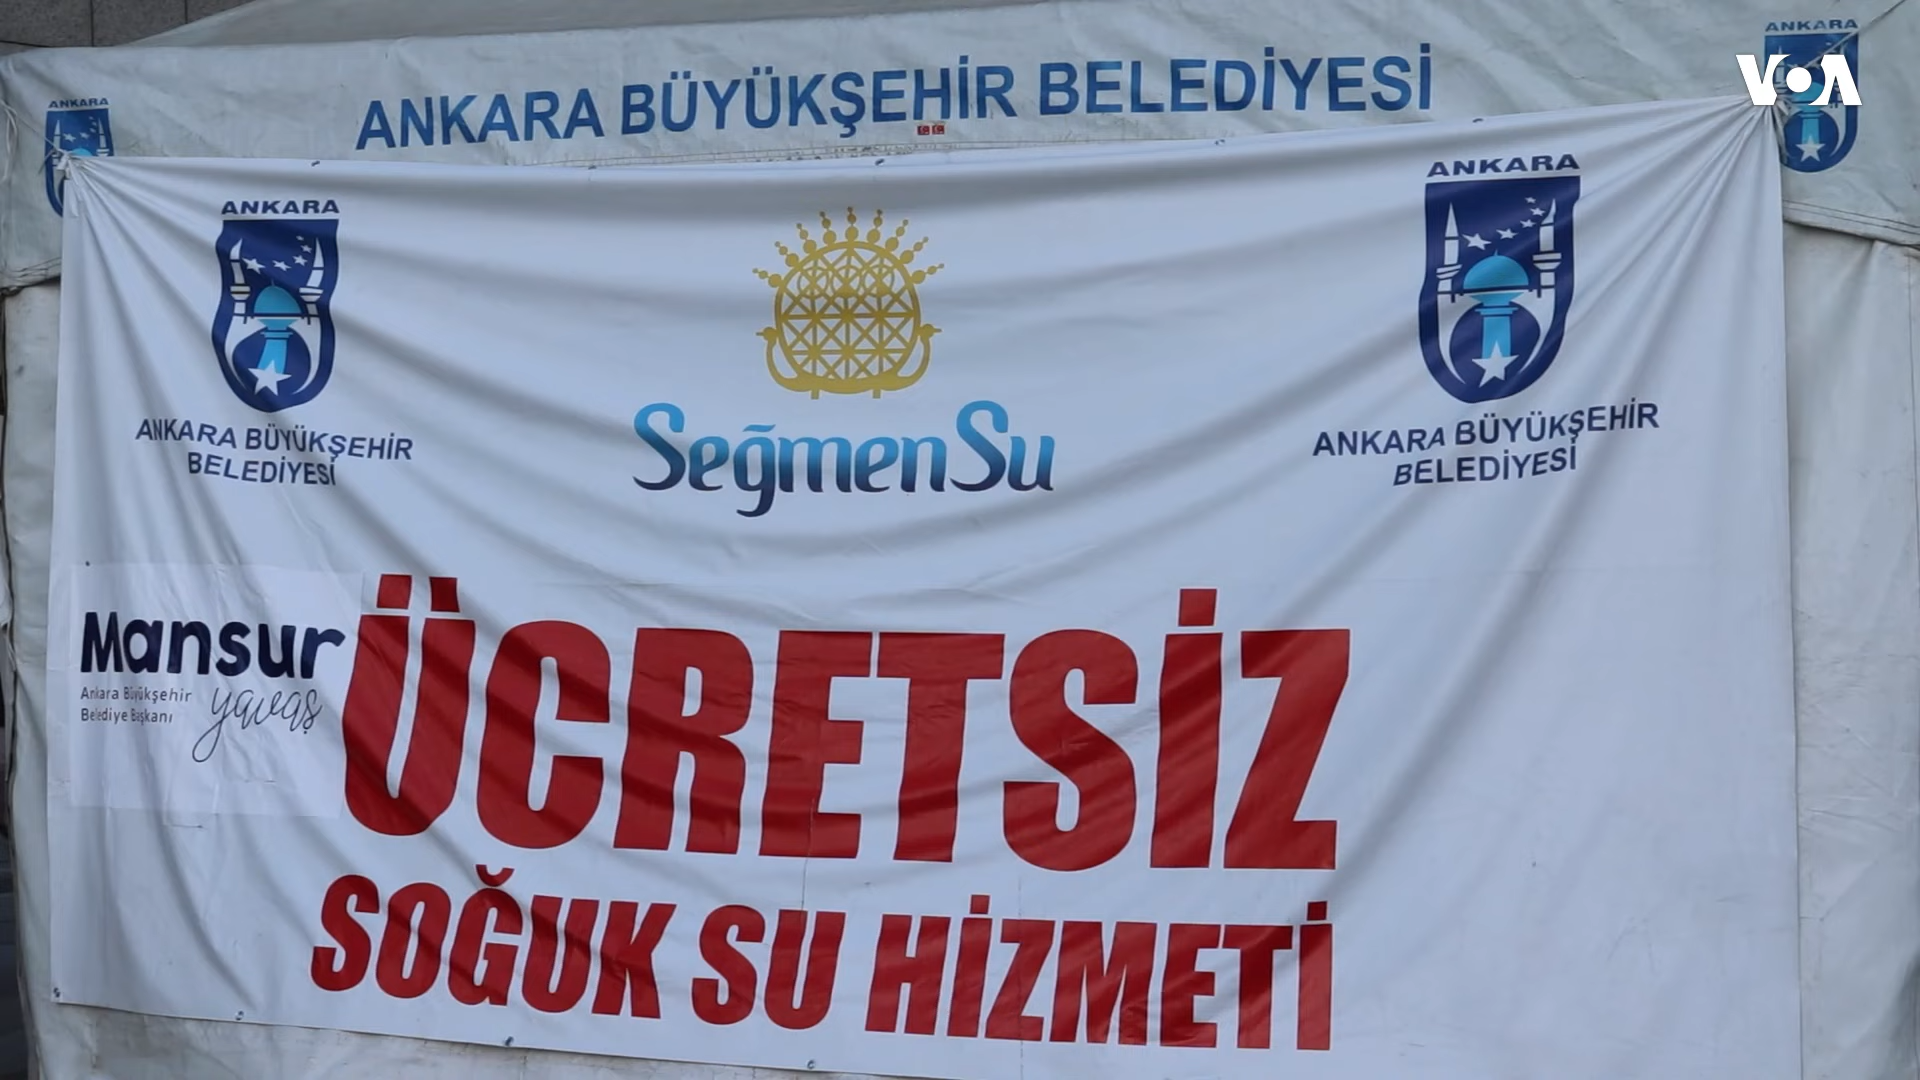 ANKARA
ANKARA BÜYÜKŞEHİR BELEDİYESİ
ANKARA
VOA
ANKARA
ANKARA BÜYÜKŞEHİR
BELEDİYESİ
SeğmenSu
ANKARA
ANKARA BÜYÜKŞEHİR
BELEDİYESİ
Mansur
yavaş
Ankara Büyükşehir
Belediye Başkanı
ÜCRETSİZ
SOĞUK SU HİZMETİ